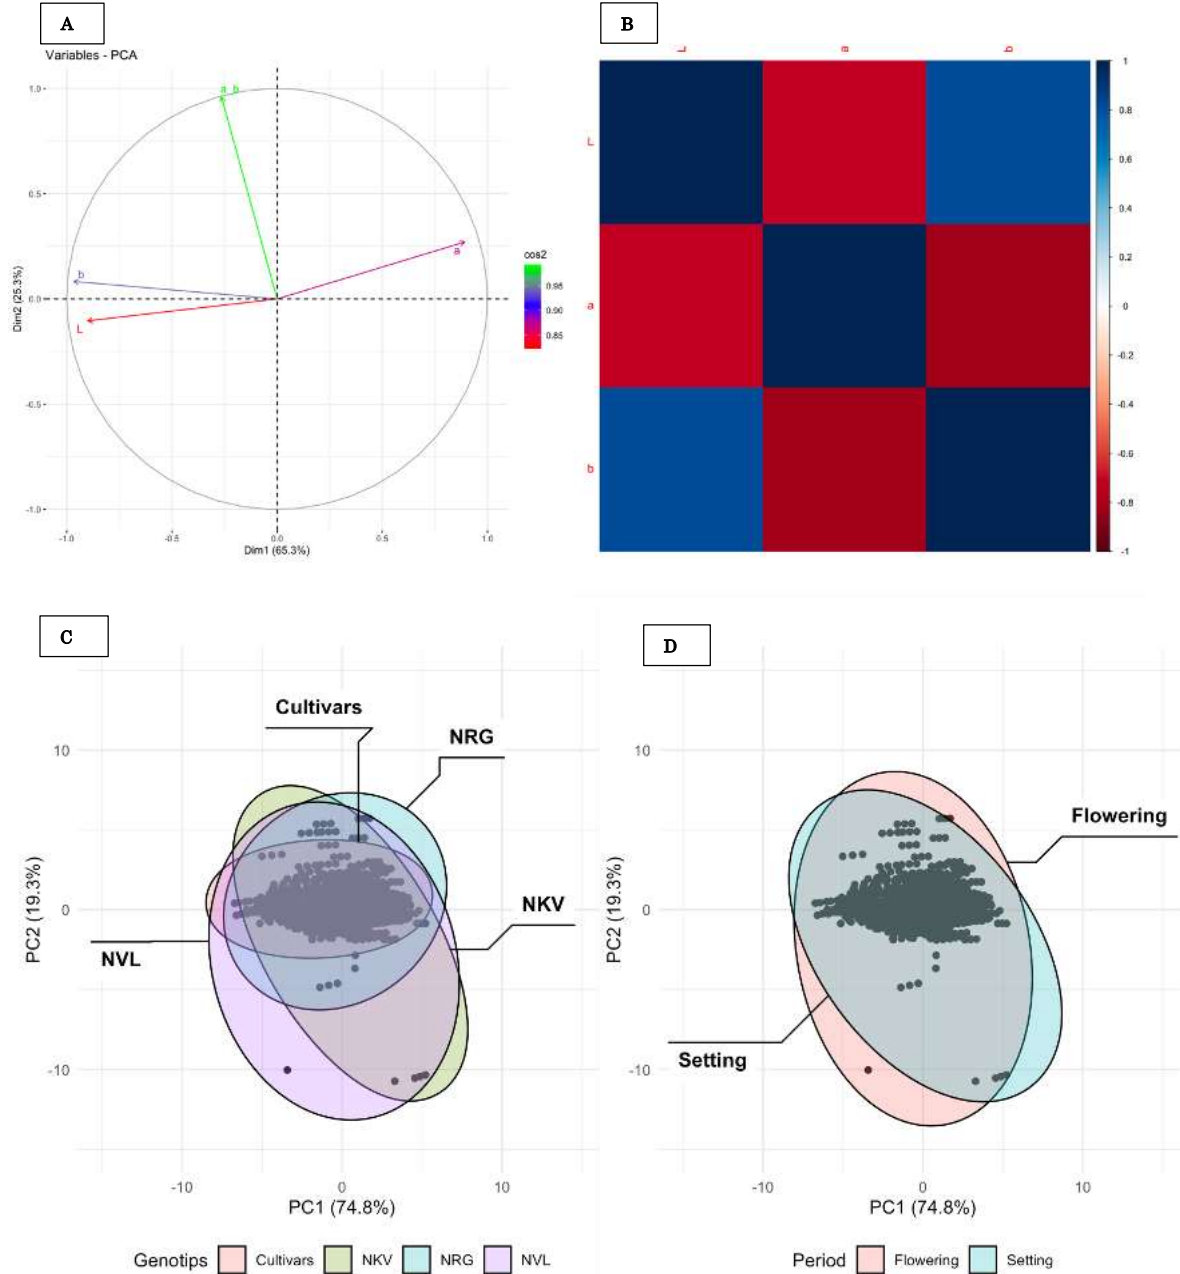 A
Variables - PCA
1.0
0.5
0.0
-0.5
-1.0
Dim2 (25.3%)
a_b
a
b
L
-1.0 -0.5 0.0 0.5 1.0
Dim1 (65.3%)
cos2
0.95
0.90
0.85
B
L a b
L
a
b
1
0.8
0.6
0.4
0.2
0
-0.2
-0.4
-0.6
-0.8
-1
C
Cultivars
NRG
NKV
NVL
10
0
-10
PC2 (19.3%)
-10 0 10
PC1 (74.8%)
Genotips Cultivars NKV NRG NVL
D
Flowering
Setting
10
0
-10
PC2 (19.3%)
-10 0 10
PC1 (74.8%)
Period Flowering Setting